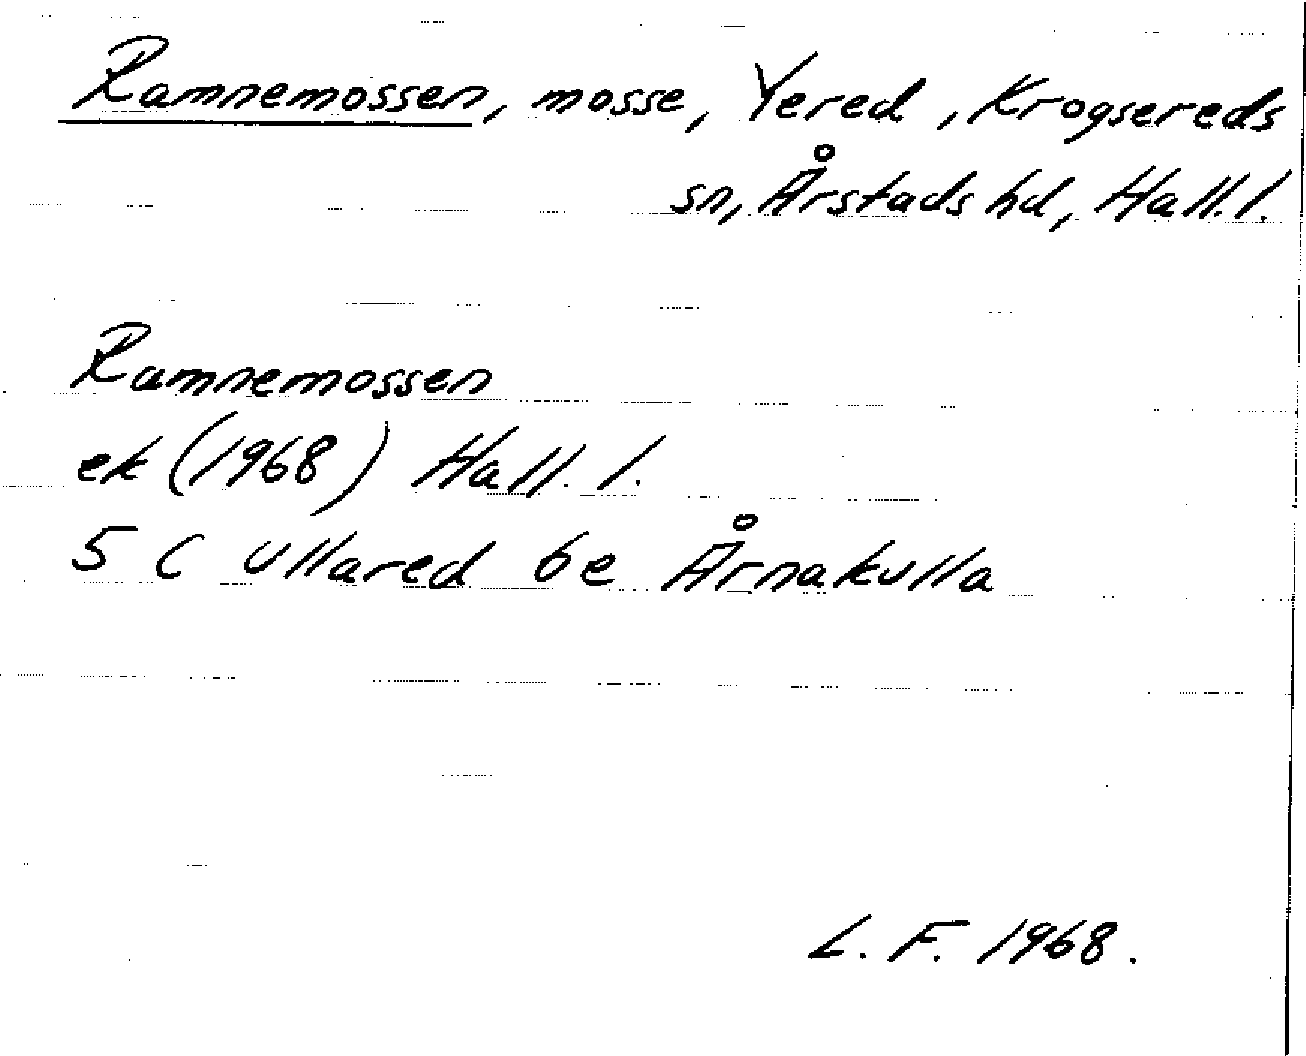 Ramnemossen, mosse, Yered, Krogsereds
sn, Årstads hd, Hall. l.
Ramnemossen
ek (1968) Hall. l.
5 C Ullared 6e Årnakulla
L. F. 1968.